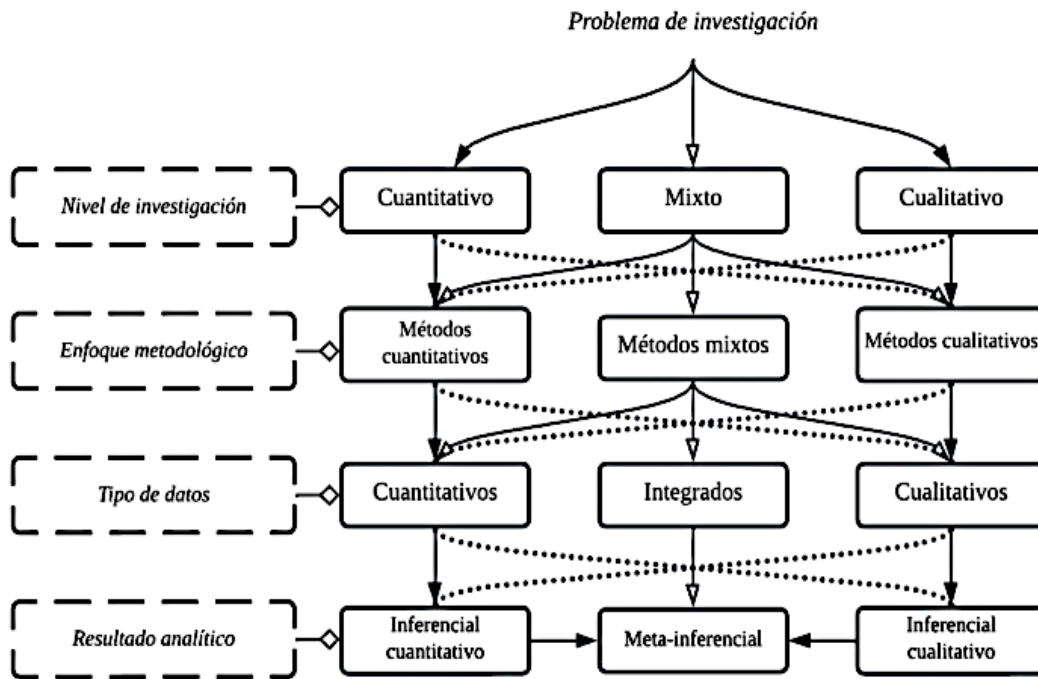 Problema de investigación
Nivel de investigación
Cuantitativo
Mixto
Cualitativo
Enfoque metodológico
Métodos
cuantitativos
Métodos mixtos
Métodos cualitativos
Tipo de datos
Cuantitativos
Integrados
Cualitativos
Resultado analítico
Inferencial
cuantitativo
Meta-inferencial
Inferencial
cualitativo